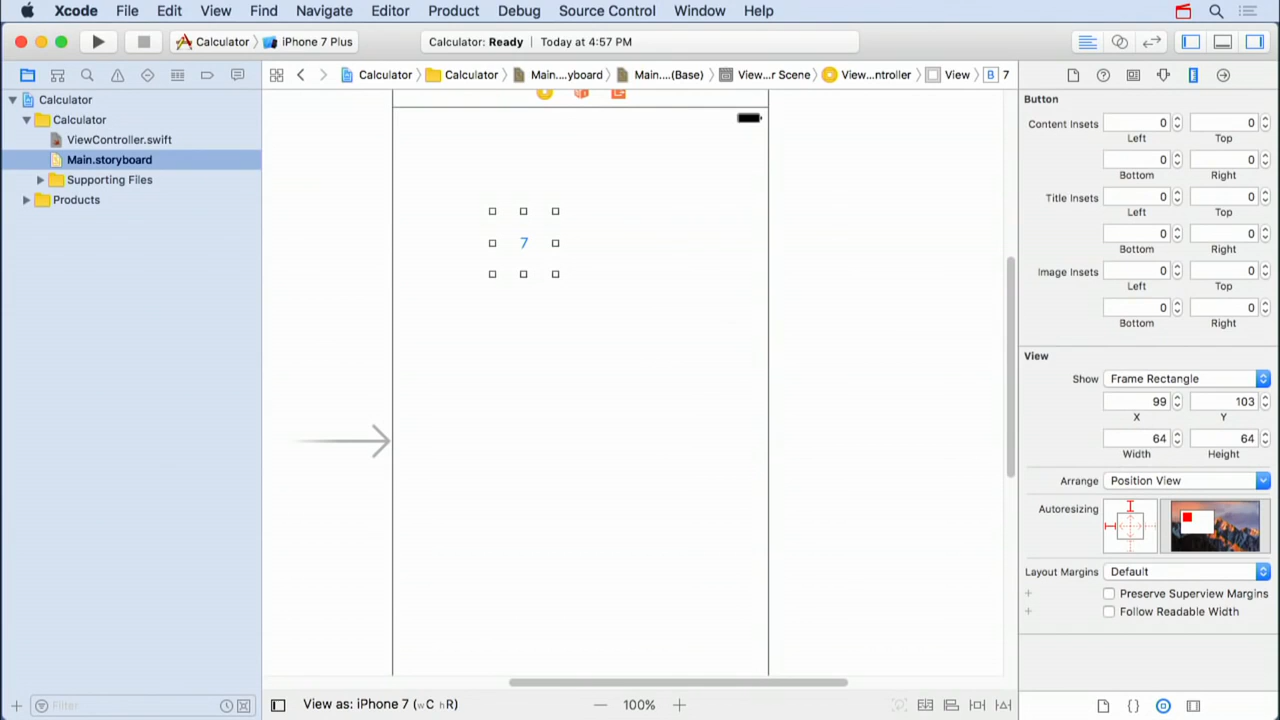 Xcode File Edit View Find Navigate Editor Product Debug Source Control Window Help
Calculator iPhone 7 Plus
Calculator: Ready Today at 4:57 PM
Calculator Calculator Main....yboard Main....(Base) View...r Scene View...ntroller View B 7
Calculator
Calculator
ViewController.swift
Main.storyboard
Supporting Files
Products
Filter
7
View as: iPhone 7 (wC hR)
100%
Button
Content Insets 0 0
Left Top
0 0
Bottom Right
Title Insets 0 0
Left Top
0 0
Bottom Right
Image Insets 0 0
Left Top
0 0
Bottom Right
View
Show Frame Rectangle
99 103
X Y
64 64
Width Height
Arrange Position View
Autoresizing
Layout Margins Default
Preserve Superview Margins
Follow Readable Width